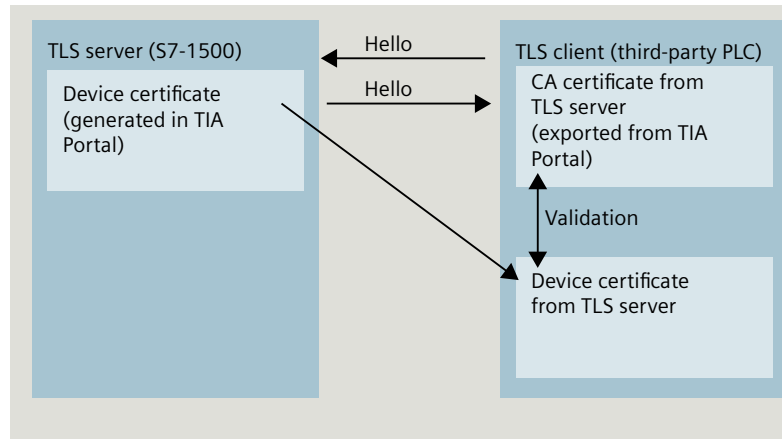 TLS server (S7-1500)
Device certificate
(generated in TIA
Portal)
Hello
Hello
TLS client (third-party PLC)
CA certificate from
TLS server
(exported from TIA
Portal)
Validation
Device certificate
from TLS server